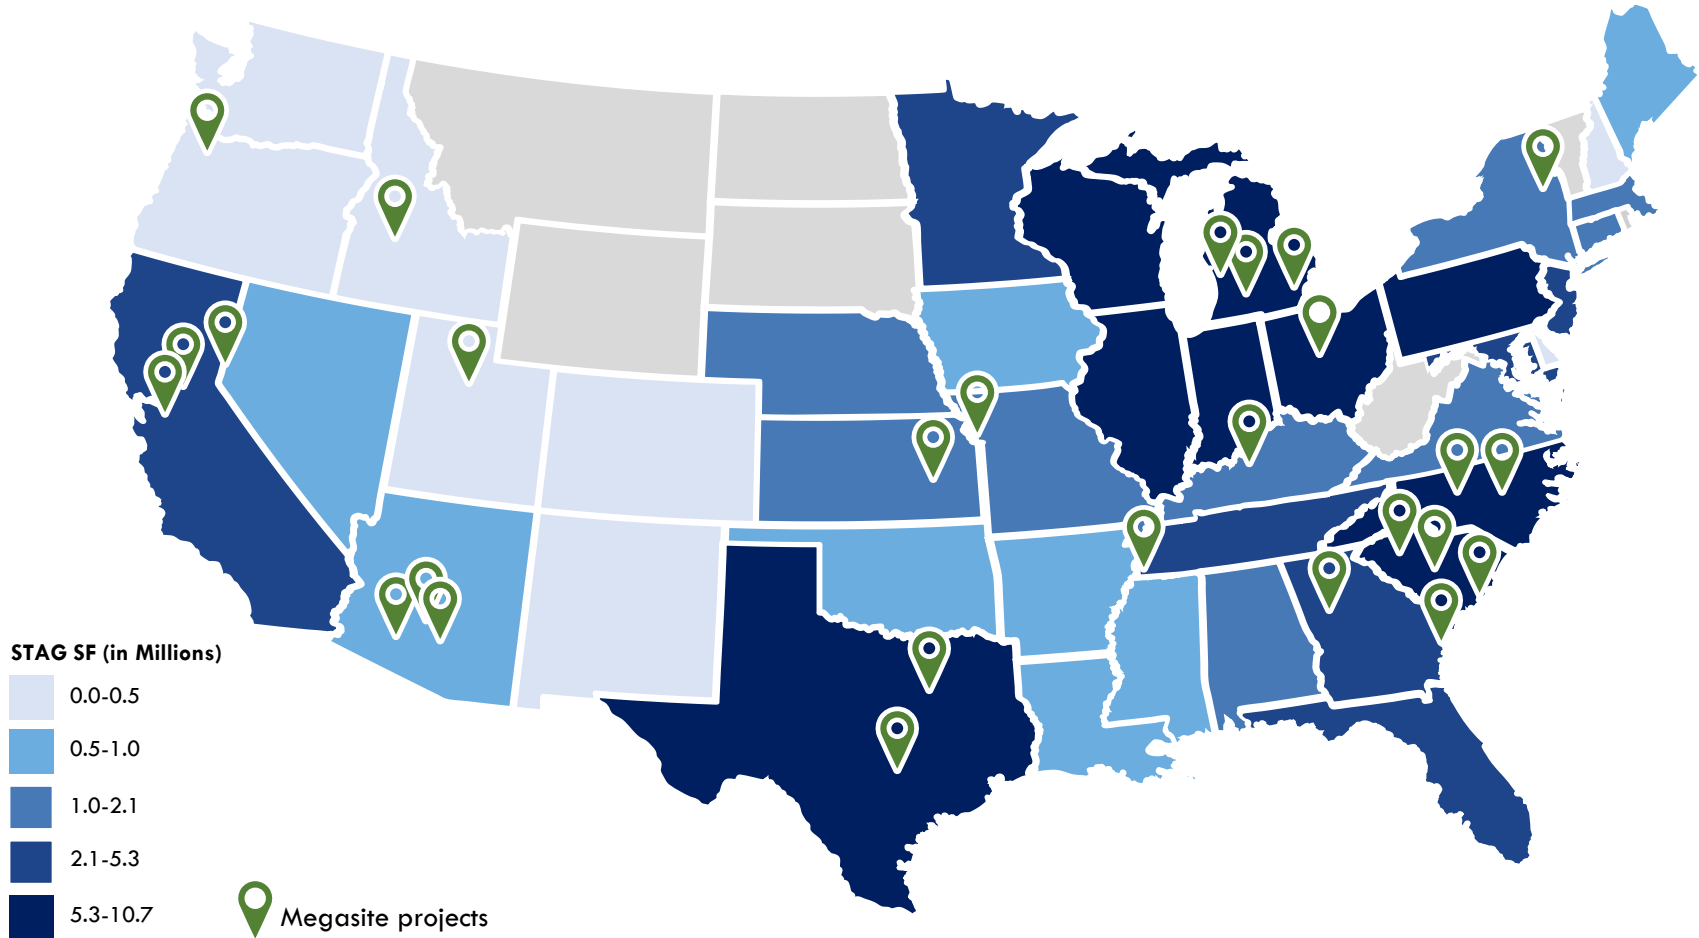 STAG SF (in Millions)
0.0-0.5
0.5-1.0
1.0-2.1
2.1-5.3
5.3-10.7
Megasite projects